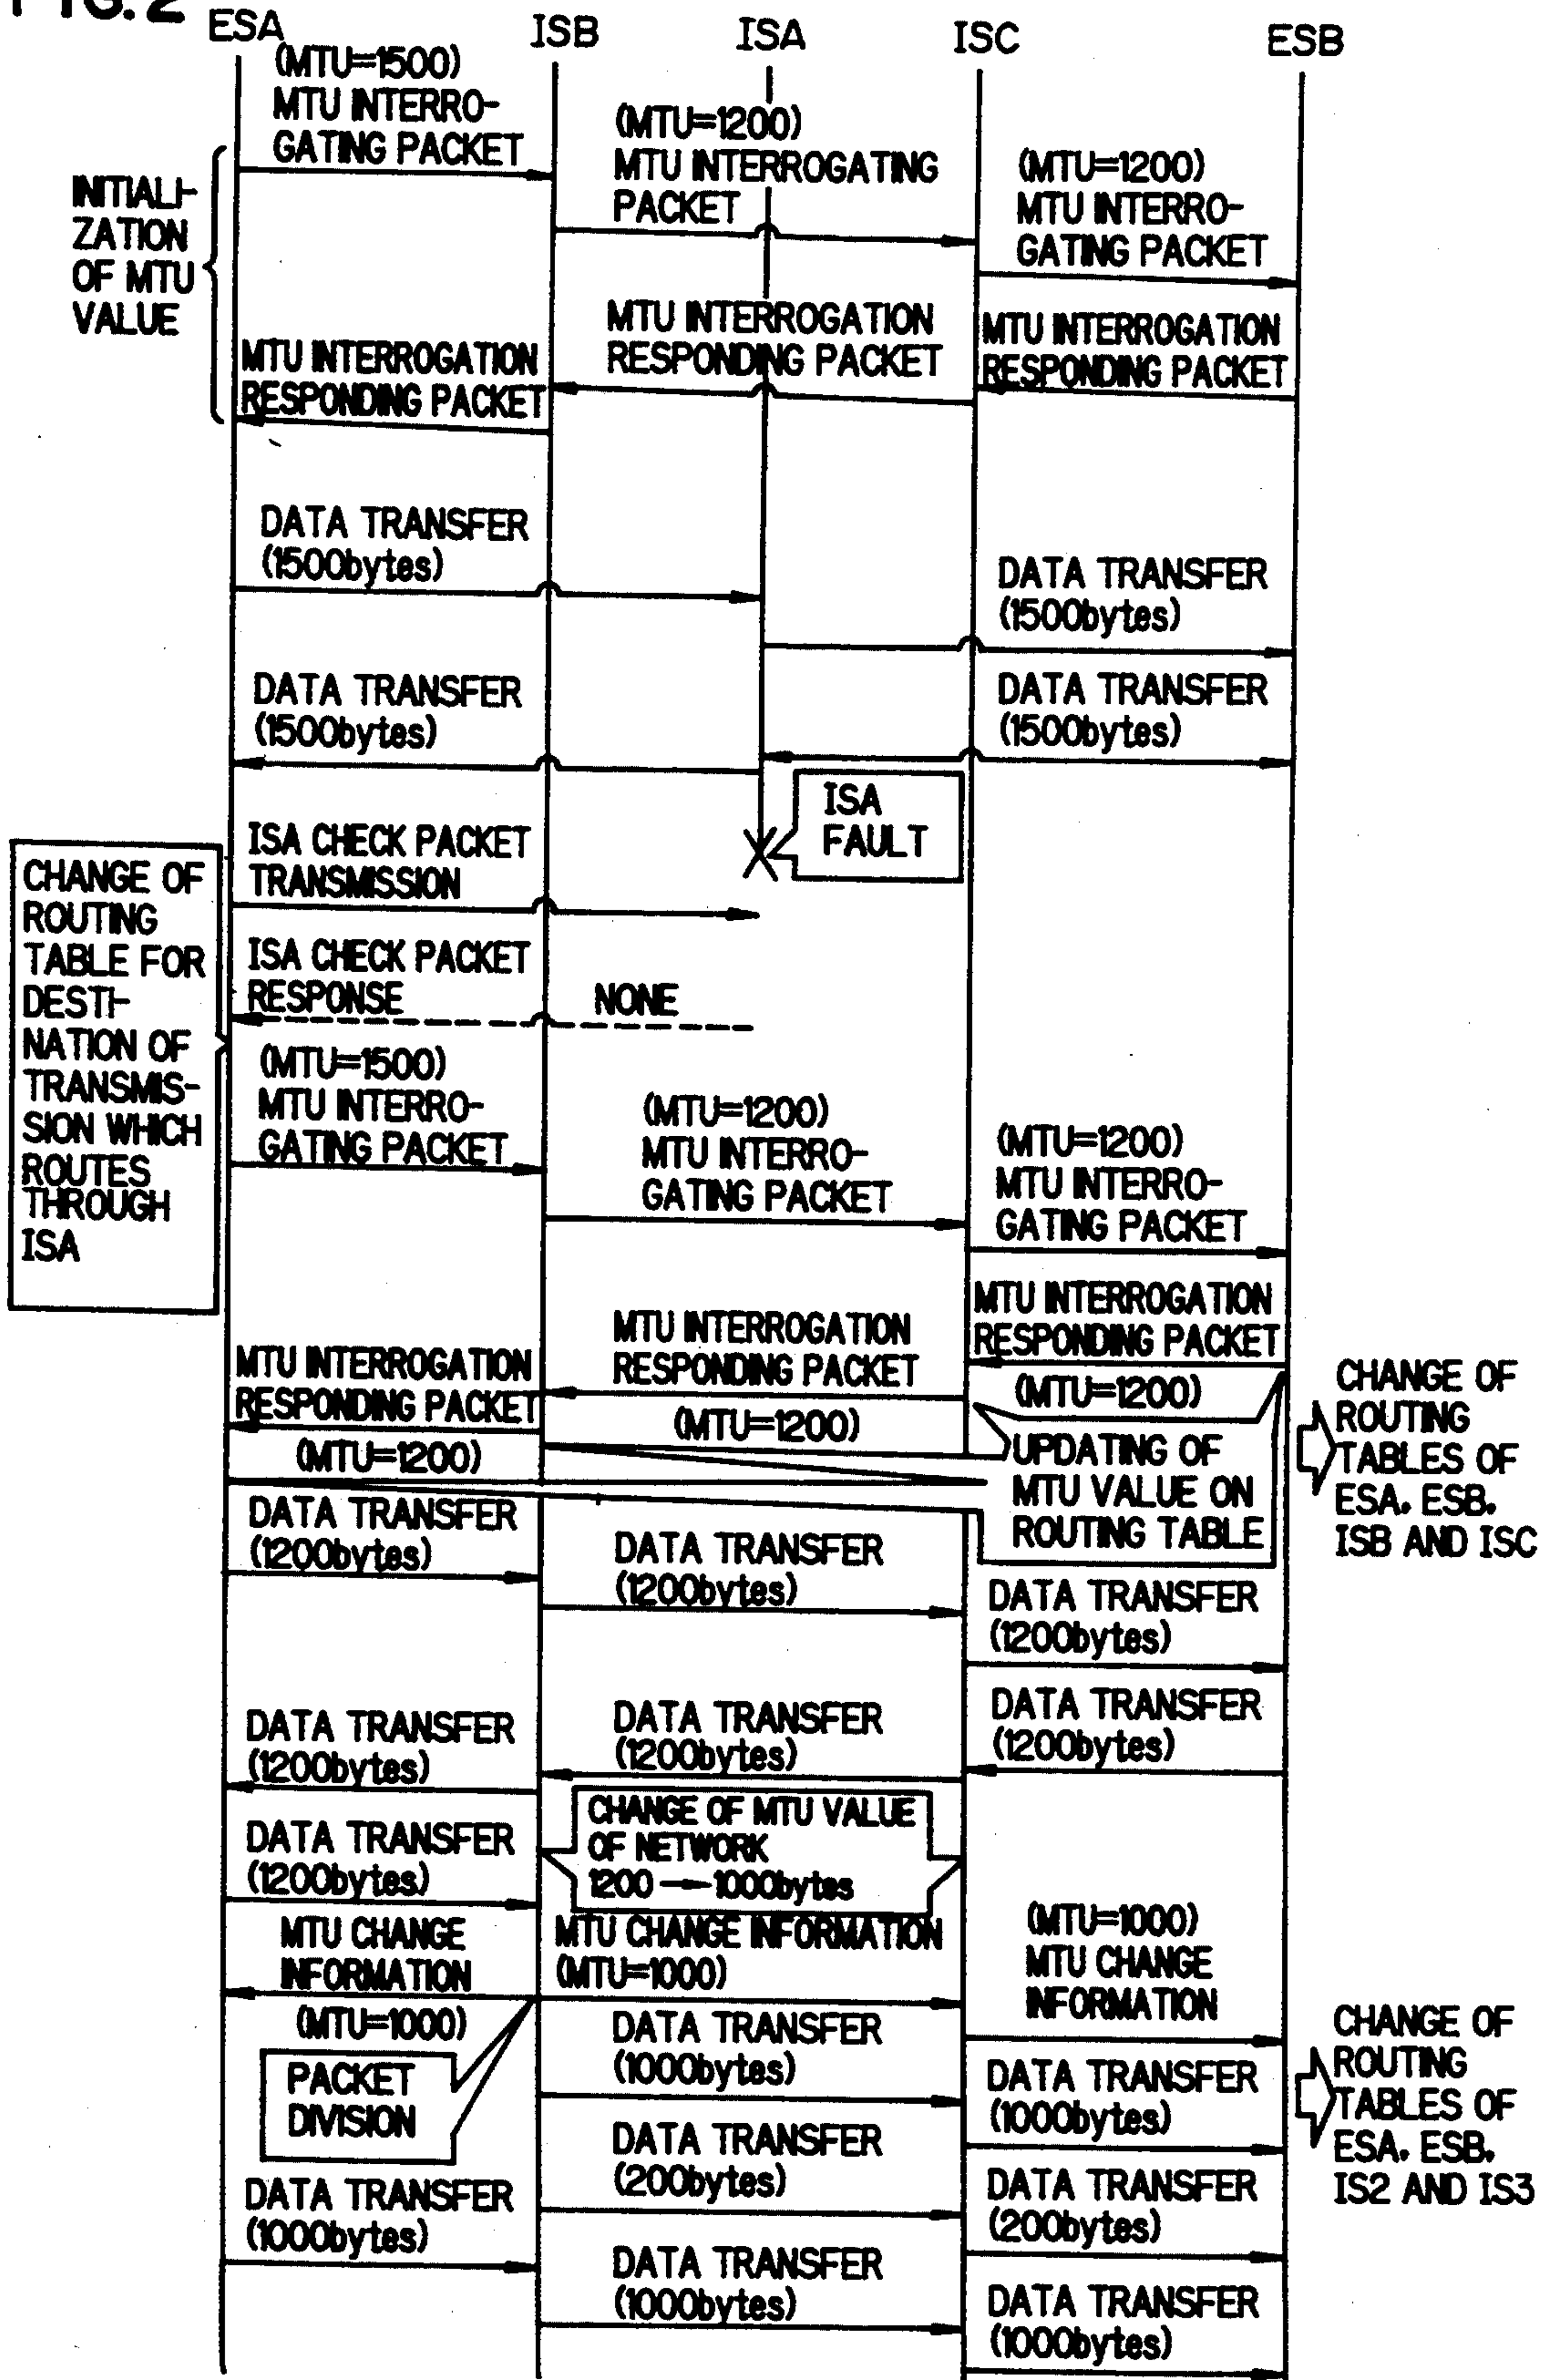 FIG. 2
ESA
ISB
ISA
ISC
ESB
(MTU=1500)
MTU INTERRO-
GATING PACKET
(MTU=1200)
MTU INTERROGATING
PACKET
(MTU=1200)
MTU INTERRO-
GATING PACKET
INITIALI-
ZATION
OF MTU
VALUE
MTU INTERROGATION
RESPONDING PACKET
MTU INTERROGATION
RESPONDING PACKET
MTU INTERROGATION
RESPONDING PACKET
DATA TRANSFER
(1500bytes)
DATA TRANSFER
(1500bytes)
DATA TRANSFER
(1500bytes)
DATA TRANSFER
(1500bytes)
ISA
FAULT
ISA CHECK PACKET
TRANSMISSION
CHANGE OF
ROUTING
TABLE FOR
DESTI-
NATION OF
TRANSMIS-
SION WHICH
ROUTES
THROUGH
ISA
ISA CHECK PACKET
RESPONSE
NONE
(MTU=1500)
MTU INTERRO-
GATING PACKET
(MTU=1200)
MTU INTERRO-
GATING PACKET
(MTU=1200)
MTU INTERRO-
GATING PACKET
MTU INTERROGATION
RESPONDING PACKET
(MTU=1200)
MTU INTERROGATION
RESPONDING PACKET
(MTU=1200)
MTU INTERROGATION
RESPONDING PACKET
(MTU=1200)
UPDATING OF
MTU VALUE ON
ROUTING TABLE
CHANGE OF
ROUTING
TABLES OF
ESA. ESB.
ISB AND ISC
DATA TRANSFER
(1200bytes)
DATA TRANSFER
(1200bytes)
DATA TRANSFER
(1200bytes)
DATA TRANSFER
(1200bytes)
DATA TRANSFER
(1200bytes)
DATA TRANSFER
(1200bytes)
CHANGE OF MTU VALUE
OF NETWORK
1200 → 1000bytes
DATA TRANSFER
(1200bytes)
MTU CHANGE
INFORMATION
(MTU=1000)
MTU CHANGE INFORMATION
(MTU=1000)
(MTU=1000)
MTU CHANGE
INFORMATION
PACKET
DIVISION
DATA TRANSFER
(1000bytes)
DATA TRANSFER
(1000bytes)
CHANGE OF
ROUTING
TABLES OF
ESA. ESB.
IS2 AND IS3
DATA TRANSFER
(200bytes)
DATA TRANSFER
(200bytes)
DATA TRANSFER
(1000bytes)
DATA TRANSFER
(1000bytes)
DATA TRANSFER
(1000bytes)